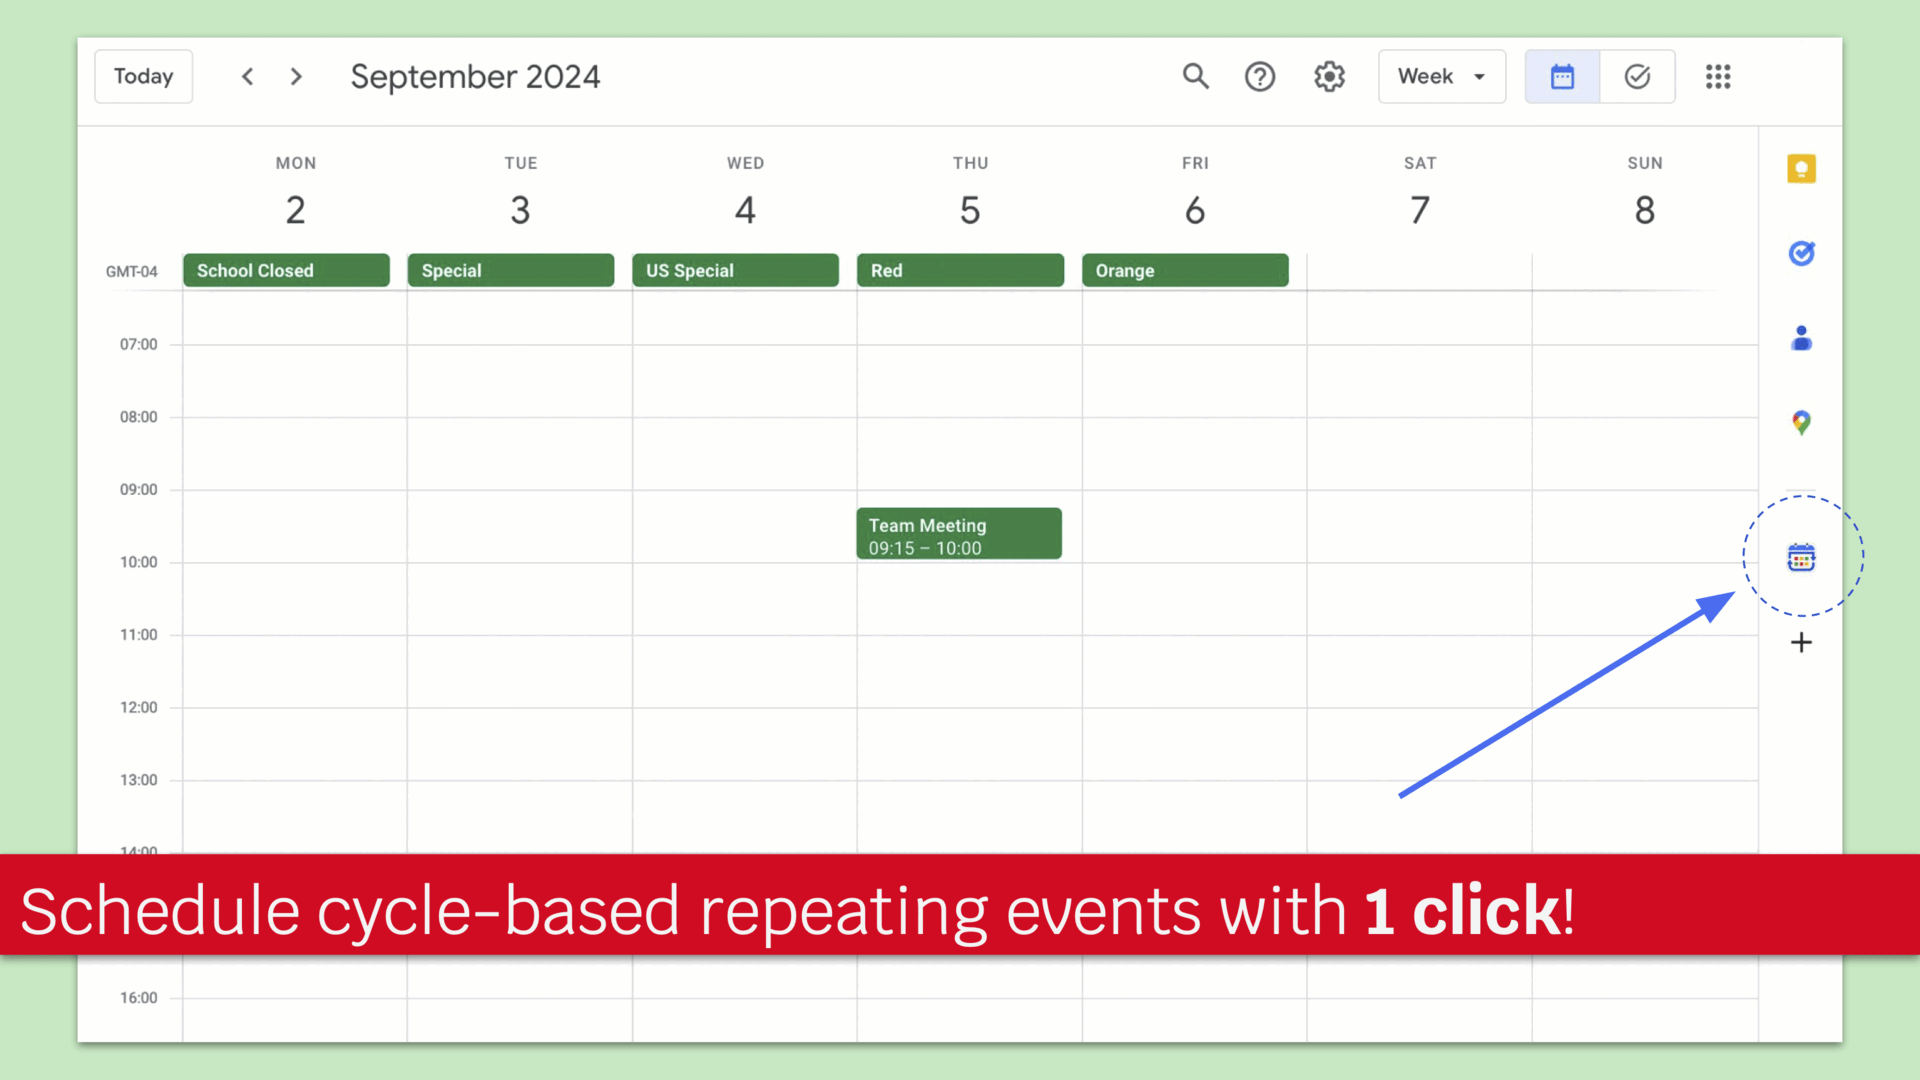 Today
September 2024
Week
MON TUE WED THU FRI SAT SUN
2 3 4 5 6 7 8
GMT-04 School Closed Special US Special Red Orange
07:00
08:00
09:00
Team Meeting
09:15 – 10:00
10:00
11:00
12:00
13:00
14:00
Schedule cycle-based repeating events with 1 click!
16:00